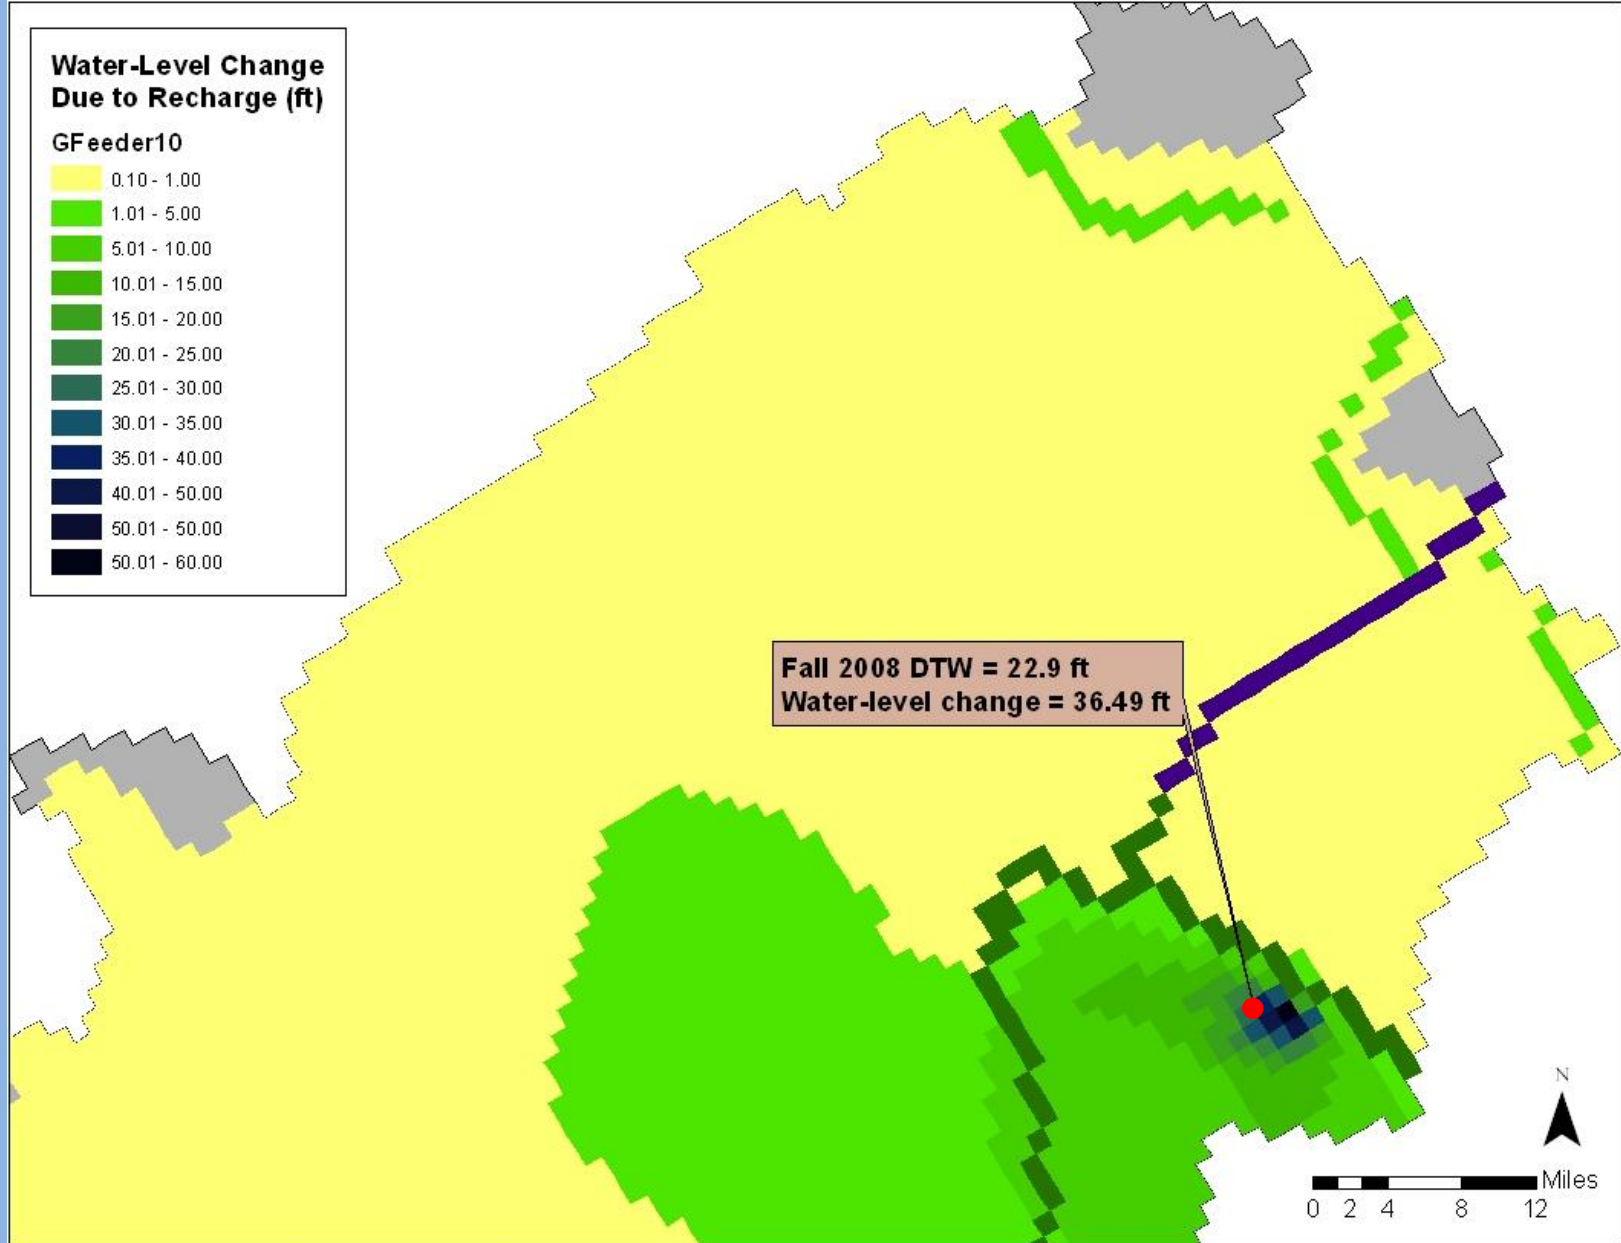 Water-Level Change
Due to Recharge (ft)
GFeeder10
0.10 - 1.00
1.01 - 5.00
5.01 - 10.00
10.01 - 15.00
15.01 - 20.00
20.01 - 25.00
25.01 - 30.00
30.01 - 35.00
35.01 - 40.00
40.01 - 50.00
50.01 - 50.00
50.01 - 60.00
Fall 2008 DTW = 22.9 ft
Water-level change = 36.49 ft
N
Miles
0 2 4 8 12